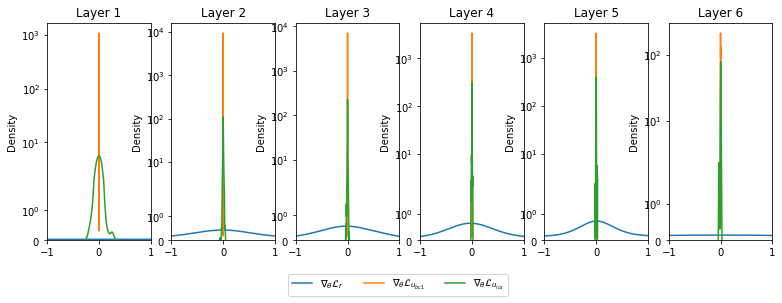 Layer 1 Layer 2 Layer 3 Layer 4 Layer 5 Layer 6
Density Density Density Density Density Density
10³ 10⁴ 10⁴ 10³ 10³ 10²
10² 10³ 10³ 10² 10² 10¹
10¹ 10² 10² 10¹ 10¹ 10⁰
10⁰ 10¹ 10¹ 10⁰ 10⁰ 0
0 10⁰ 10⁰ 0 0
0 0
−1 0 1 −1 0 1 −1 0 1 −1 0 1 −1 0 1 −1 0 1
∇θℒr ∇θℒu_bc1 ∇θℒu_ics